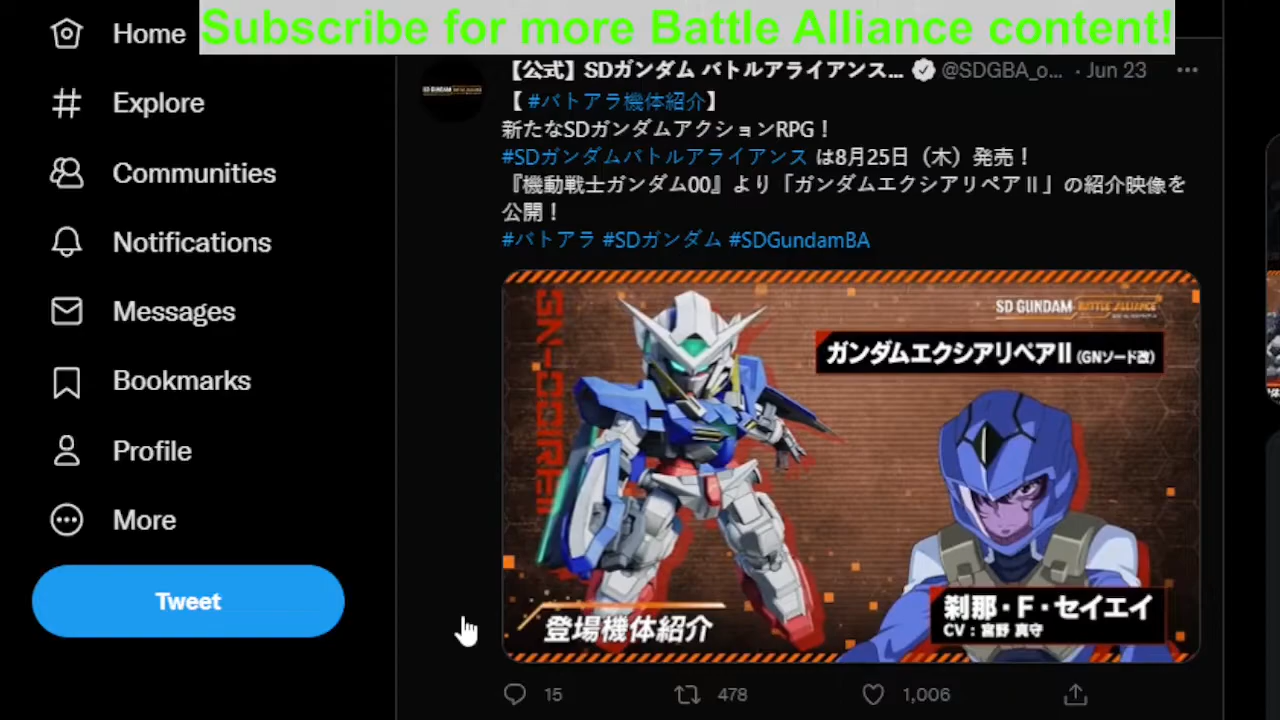 Subscribe for more Battle Alliance content!
Home
Explore
Communities
Notifications
Messages
Bookmarks
Profile
More
Tweet
【公式】SDガンダム バトルアライアンス... @SDGBA_o... · Jun 23
【 #バトアラ機体紹介】
新たなSDガンダムアクションRPG！
#SDガンダムバトルアライアンス は8月25日（木）発売！
『機動戦士ガンダム00』より「ガンダムエクシアリペアⅡ」の紹介映像を
公開！
#バトアラ #SDガンダム #SDGundamBA
SD GUNDAM BATTLE ALLIANCE
ガンダムエクシアリペアⅡ (GNソード改)
登場機体紹介
刹那・F・セイエイ
CV : 宮野 真守
15
478
1,006